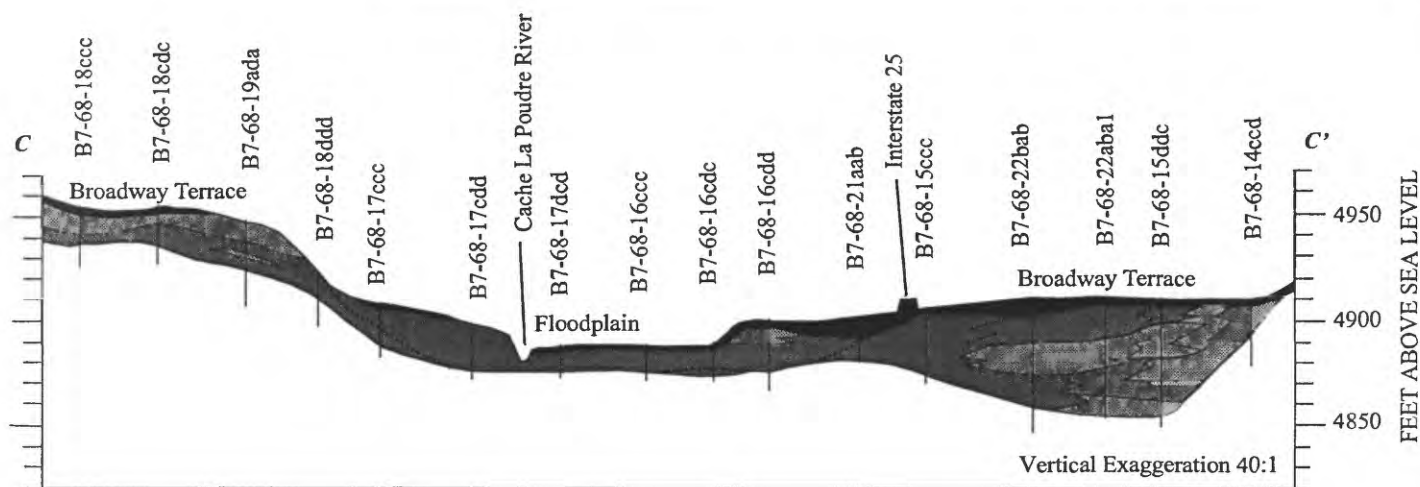 C
B7-68-18ccc
B7-68-18cdc
B7-68-19ada
B7-68-18ddd
B7-68-17ccc
B7-68-17cdd
Cache La Poudre River
B7-68-17dcd
B7-68-16ccc
B7-68-16cdc
B7-68-16cdd
B7-68-21aab
Interstate 25
B7-68-15ccc
B7-68-22bab
B7-68-22aba1
B7-68-15ddc
B7-68-14ccd
C'
Broadway Terrace
Floodplain
Broadway Terrace
4950
4900
4850
FEET ABOVE SEA LEVEL
Vertical Exaggeration 40:1